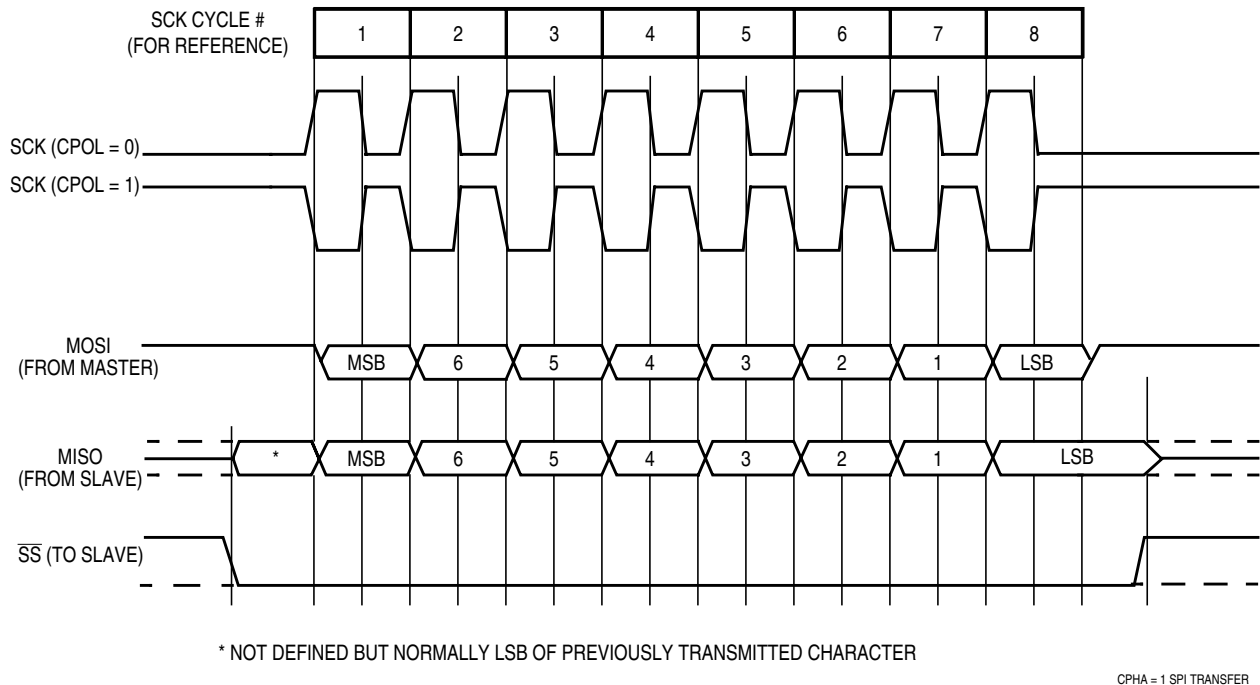 SCK CYCLE #
(FOR REFERENCE)
1 2 3 4 5 6 7 8
SCK (CPOL = 0)
SCK (CPOL = 1)
MOSI
(FROM MASTER)
MSB 6 5 4 3 2 1 LSB
MISO
(FROM SLAVE)
* MSB 6 5 4 3 2 1 LSB
SS (TO SLAVE)
* NOT DEFINED BUT NORMALLY LSB OF PREVIOUSLY TRANSMITTED CHARACTER
CPHA = 1 SPI TRANSFER